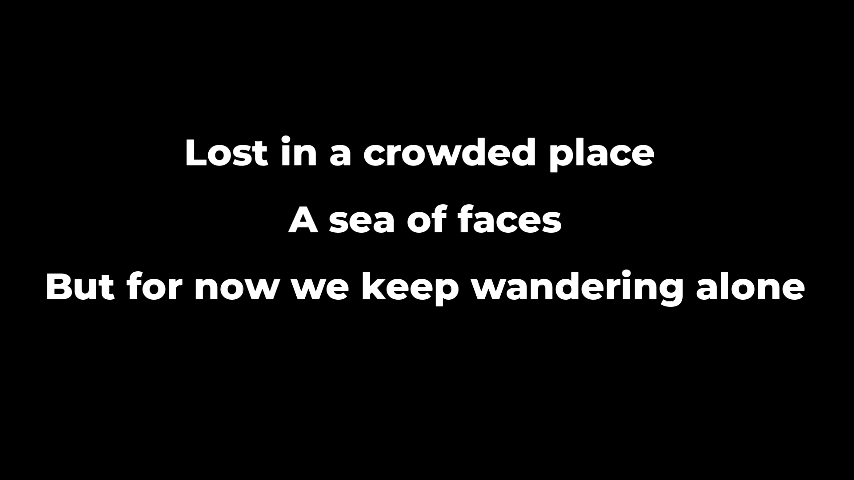 Lost in a crowded place
A sea of faces
But for now we keep wandering alone